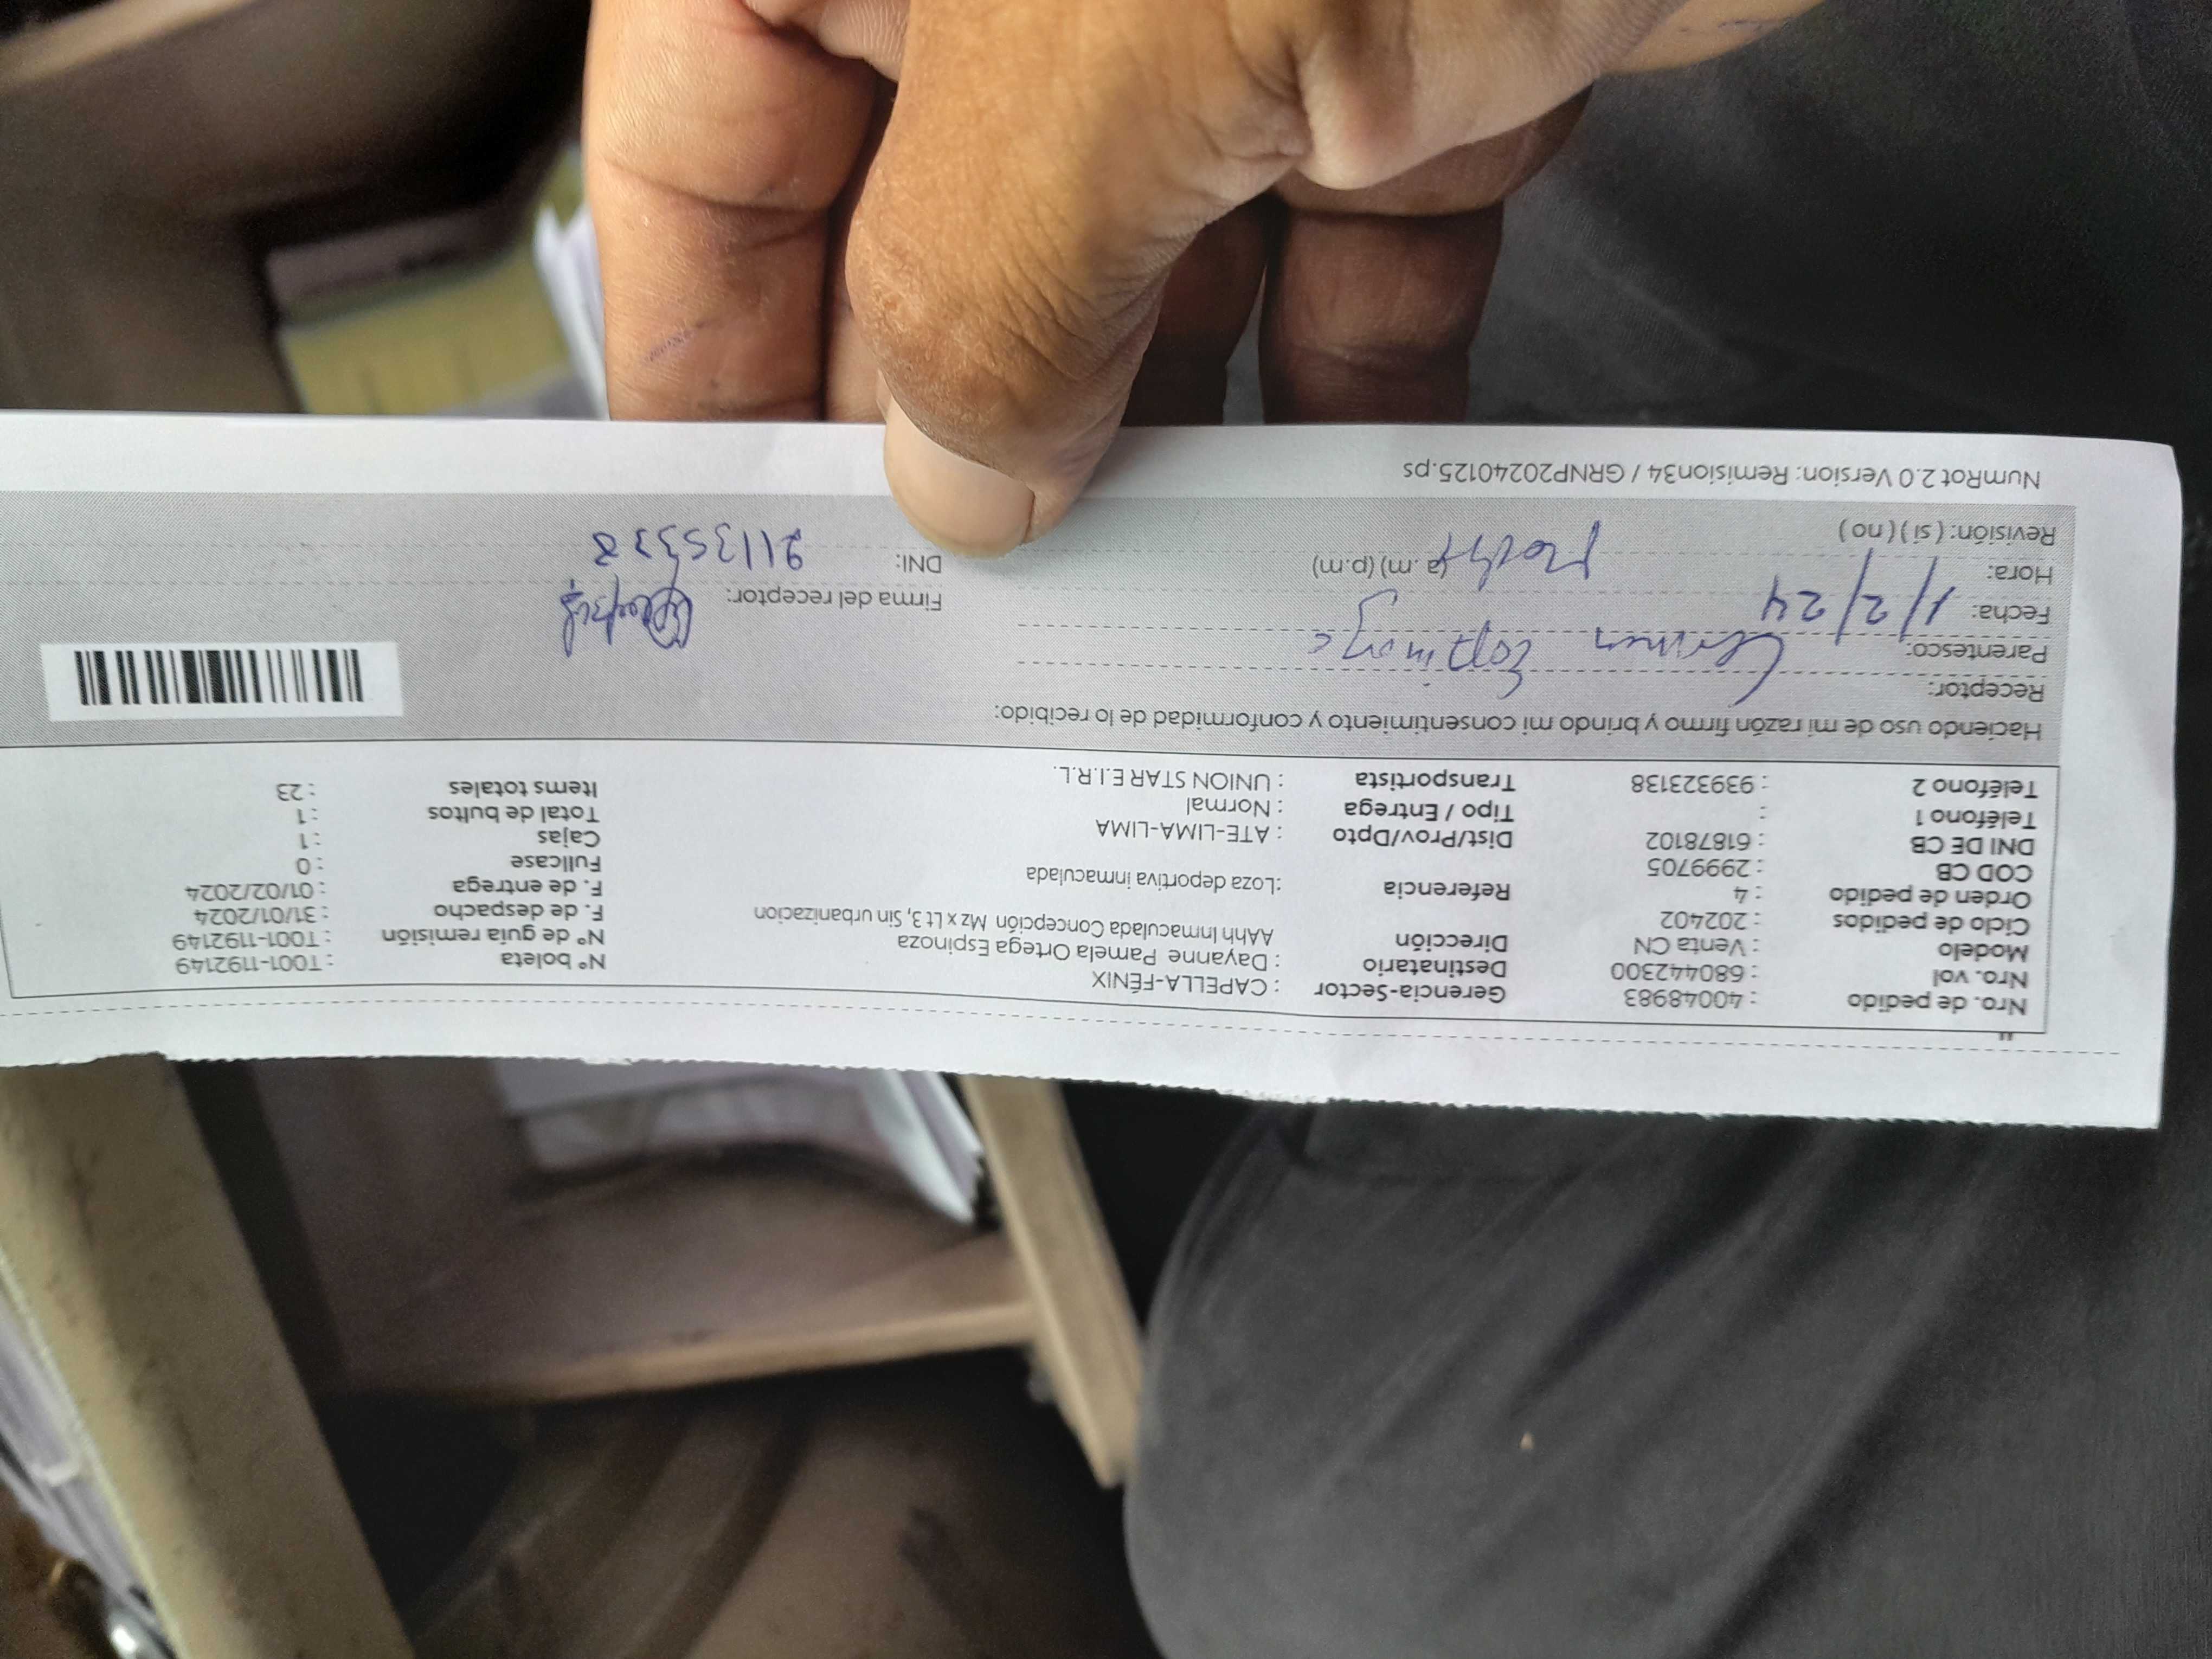 Nro. de pedido : 40048983 Gerencia-Sector : CAPELLA-FÉNIX Nº boleta : T001-1192149
Nro. vol : 680442300 Destinatario : Dayanne Pamela Ortega Espinoza Nº de guía remisión : T001-1192149
Modelo : Venta CN Dirección AAhh Inmaculada Concepción Mz x Lt 3, Sin urbanizacion F. de despacho : 31/01/2024
Ciclo de pedidos : 202402 F. de entrega : 01/02/2024
Orden de pedido : 4 Referencia :Loza deportiva inmaculada Fullcase : 0
COD CB : 2999705 Cajas : 1
DNI DE CB : 61878102 Dist/Prov/Dpto : ATE-LIMA-LIMA Total de bultos : 1
Teléfono 1 : Tipo / Entrega : Normal Items totales : 23
Teléfono 2 : 939323138 Transportista : UNION STAR E.I.R.L.
Haciendo uso de mi razón firmo y brindo mi consentimiento y conformidad de lo recibido:
Receptor:
Parentesco:
Fecha: 1/2/24 Firma del receptor:
Hora: (a.m) (p.m) DNI:
Revisión: ( si ) ( no )
NumRot 2.0 Version: Remision34 / GRNP20240125.ps